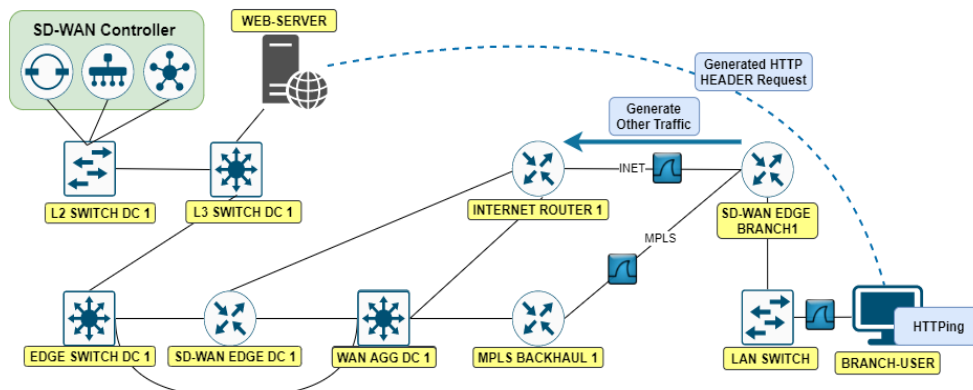 SD-WAN Controller
WEB-SERVER
Generated HTTP
HEADER Request
Generate
Other Traffic
INET
L2 SWITCH DC 1
L3 SWITCH DC 1
INTERNET ROUTER 1
SD-WAN EDGE
BRANCH1
MPLS
HTTPing
EDGE SWITCH DC 1
SD-WAN EDGE DC 1
WAN AGG DC 1
MPLS BACKHAUL 1
LAN SWITCH
BRANCH-USER